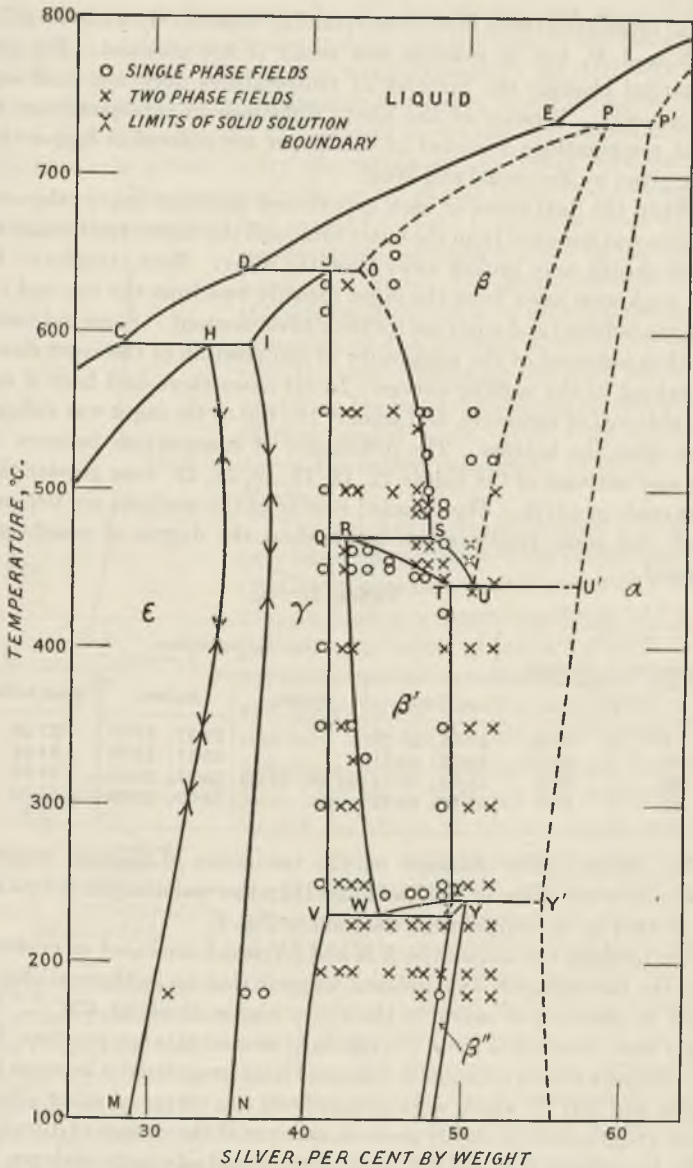 800
SINGLE PHASE FIELDS
TWO PHASE FIELDS
LIMITS OF SOLID SOLUTION
BOUNDARY
LIQUID
E P P'
700
D J O
β
600
C H I
500
Q R S
T U U'
α
TEMPERATURE, °C.
ε γ
400
β'
300
V W X Y Y'
200
β"
M N
100
30 40 50 60
SILVER, PER CENT BY WEIGHT